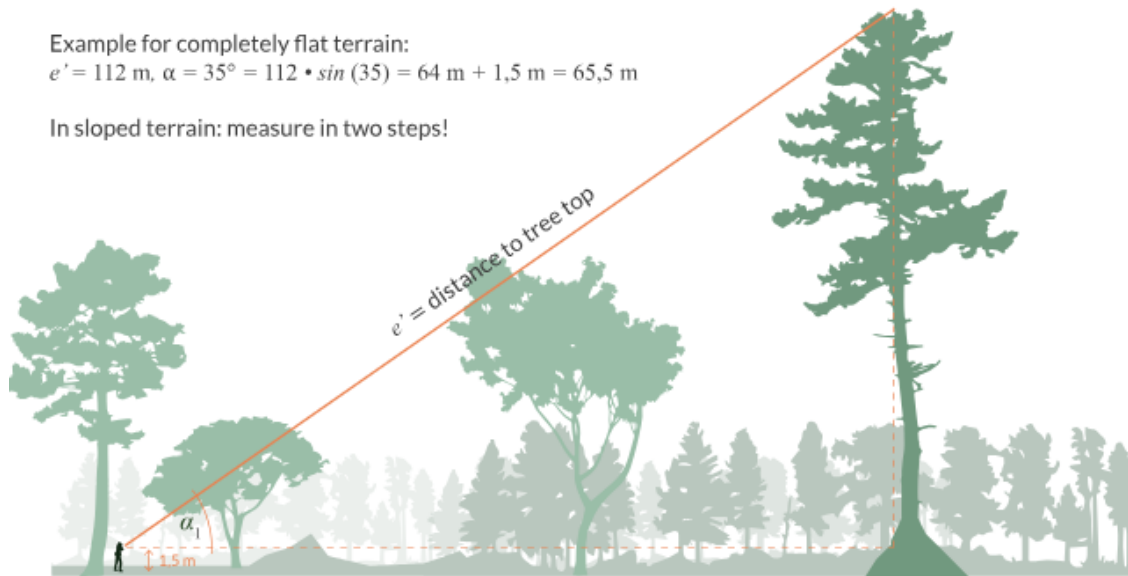 Example for completely flat terrain:
e’ = 112 m, α = 35° = 112 • sin (35) = 64 m + 1,5 m = 65,5 m
In sloped terrain: measure in two steps!
e’ = distance to tree top
α1
1.5 m